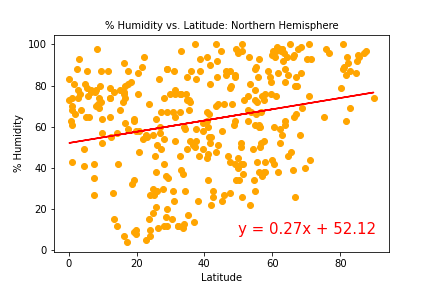 % Humidity vs. Latitude: Northern Hemisphere
100
80
60
40
20
0
% Humidity
y = 0.27x + 52.12
0 20 40 60 80
Latitude